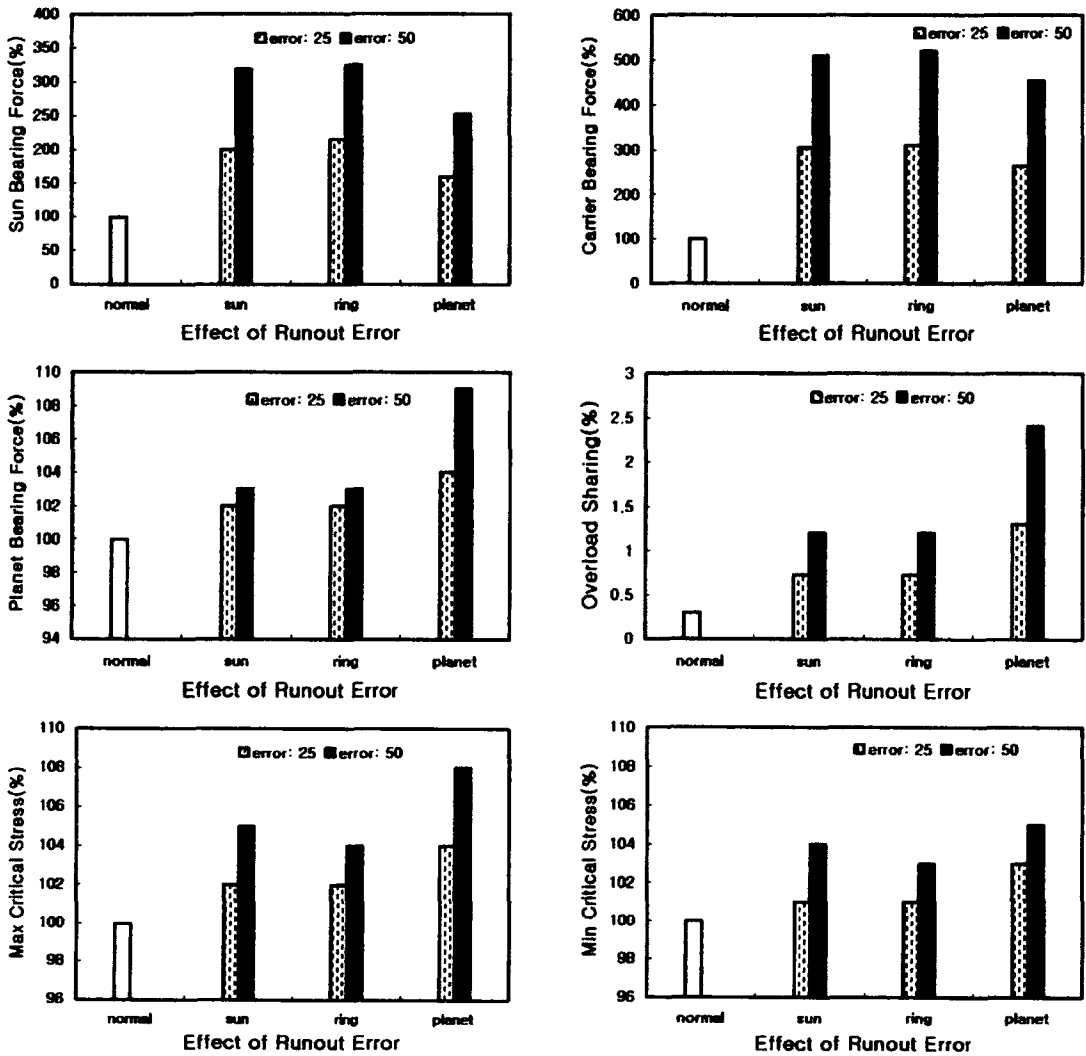 400
350
300
250
200
150
100
50
0
Sun Bearing Force(%)
error: 25 error: 50
normal sun ring planet
Effect of Runout Error
600
500
400
300
200
100
0
Carrier Bearing Force(%)
error: 25 error: 50
normal sun ring planet
Effect of Runout Error
110
108
106
104
102
100
98
96
94
Planet Bearing Force(%)
error: 25 error: 50
normal sun ring planet
Effect of Runout Error
3
2.5
2
1.5
1
0.5
0
Overload Sharing(%)
error: 25 error: 50
normal sun ring planet
Effect of Runout Error
110
108
106
104
102
100
98
96
Max Critical Stress(%)
error: 25 error: 50
normal sun ring planet
Effect of Runout Error
110
108
106
104
102
100
98
96
Min Critical Stress(%)
error: 25 error: 50
normal sun ring planet
Effect of Runout Error